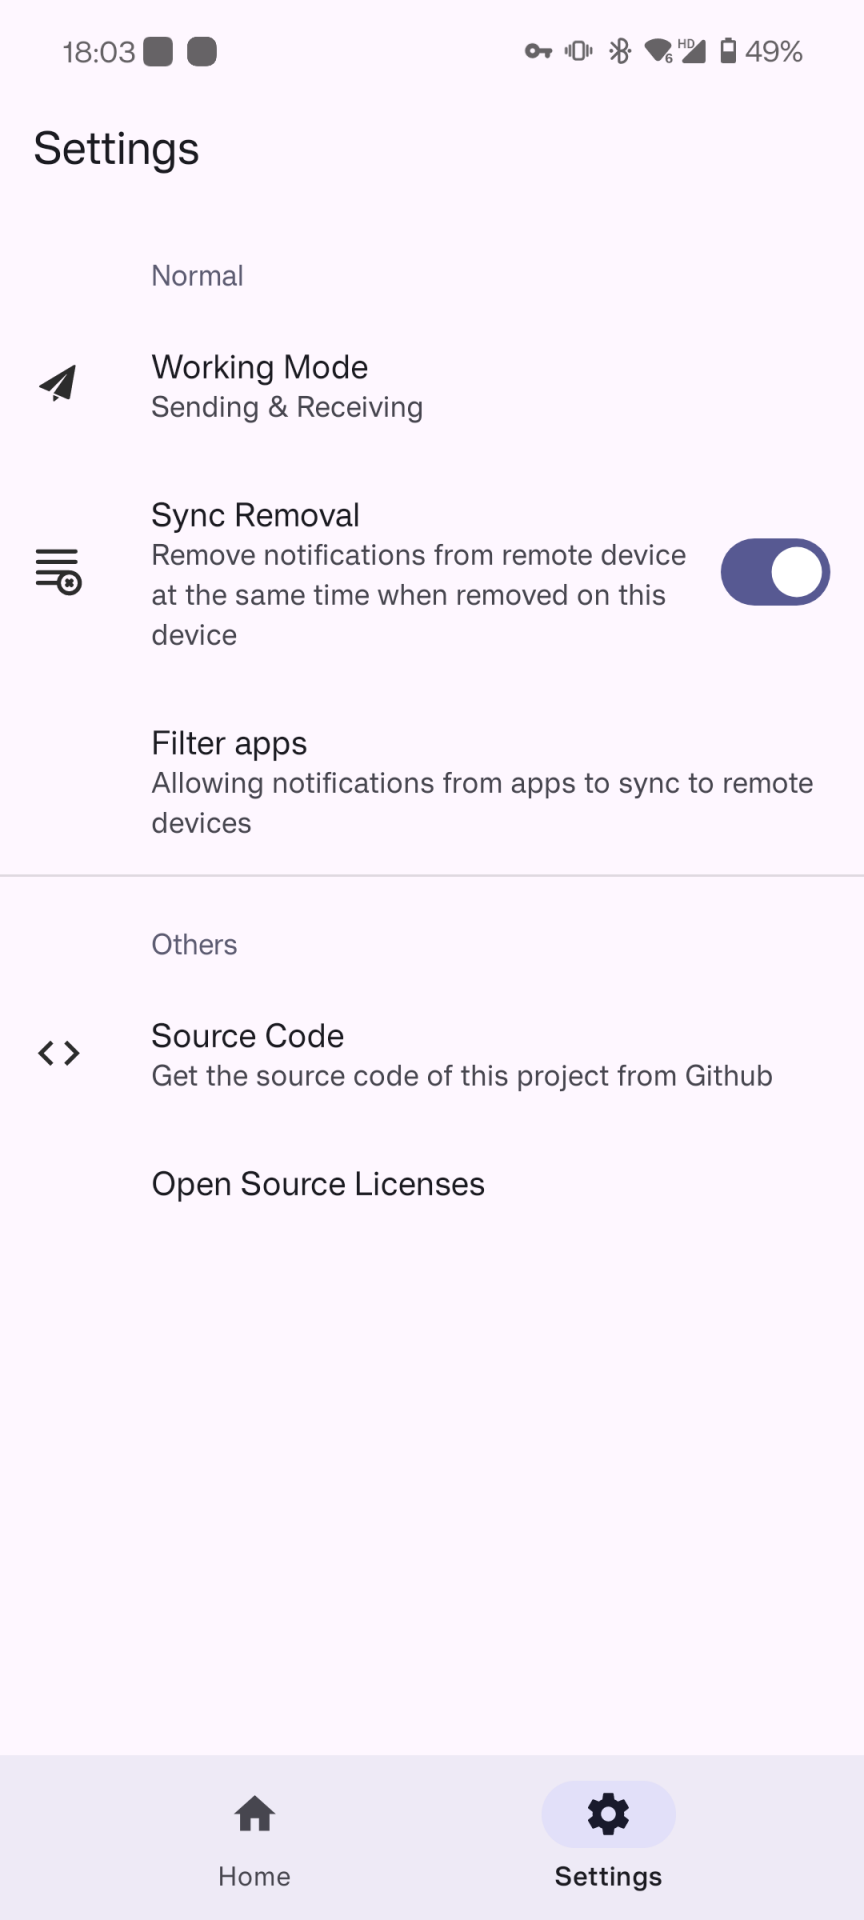 18:03
HD
6
49%
Settings
Normal
Working Mode
Sending & Receiving
Sync Removal
Remove notifications from remote device
at the same time when removed on this
device
Filter apps
Allowing notifications from apps to sync to remote
devices
Others
Source Code
Get the source code of this project from Github
Open Source Licenses
Home
Settings